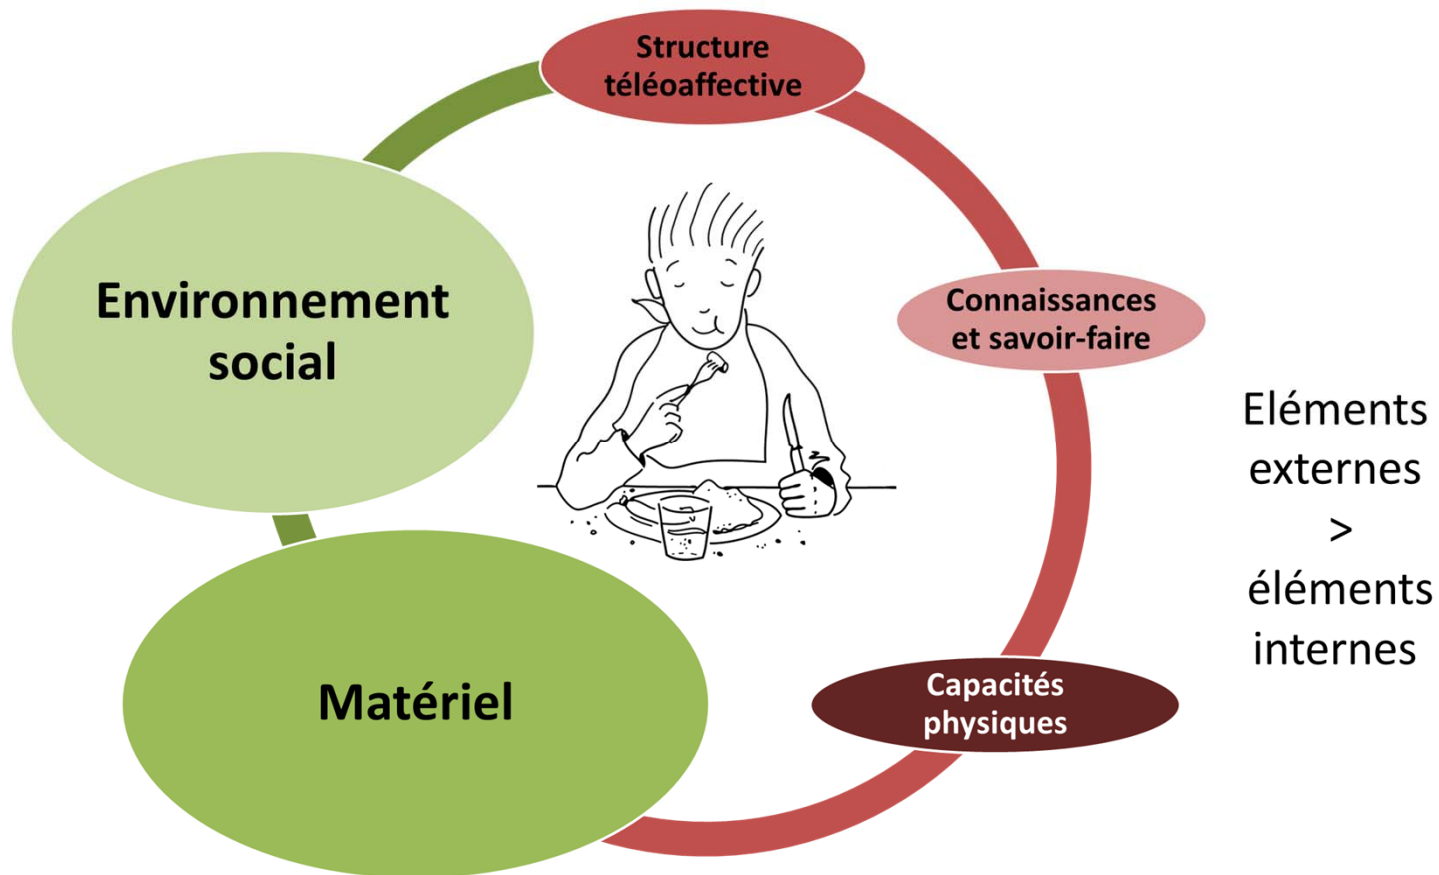 Structure
téléoaffective
Environnement
social
Connaissances
et savoir-faire
Eléments
externes
>
éléments
internes
Matériel
Capacités
physiques